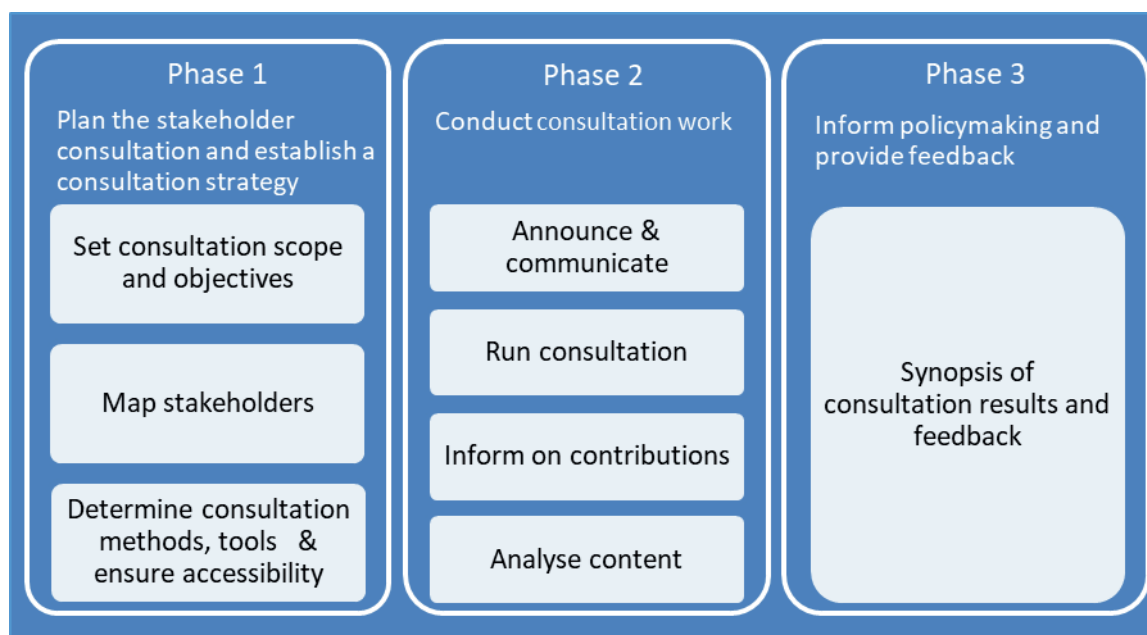 Phase 1
Plan the stakeholder
consultation and establish a
consultation strategy
Set consultation scope
and objectives
Map stakeholders
Determine consultation
methods, tools &
ensure accessibility
Phase 2
Conduct consultation work
Announce &
communicate
Run consultation
Inform on contributions
Analyse content
Phase 3
Inform policymaking and
provide feedback
Synopsis of
consultation results and
feedback